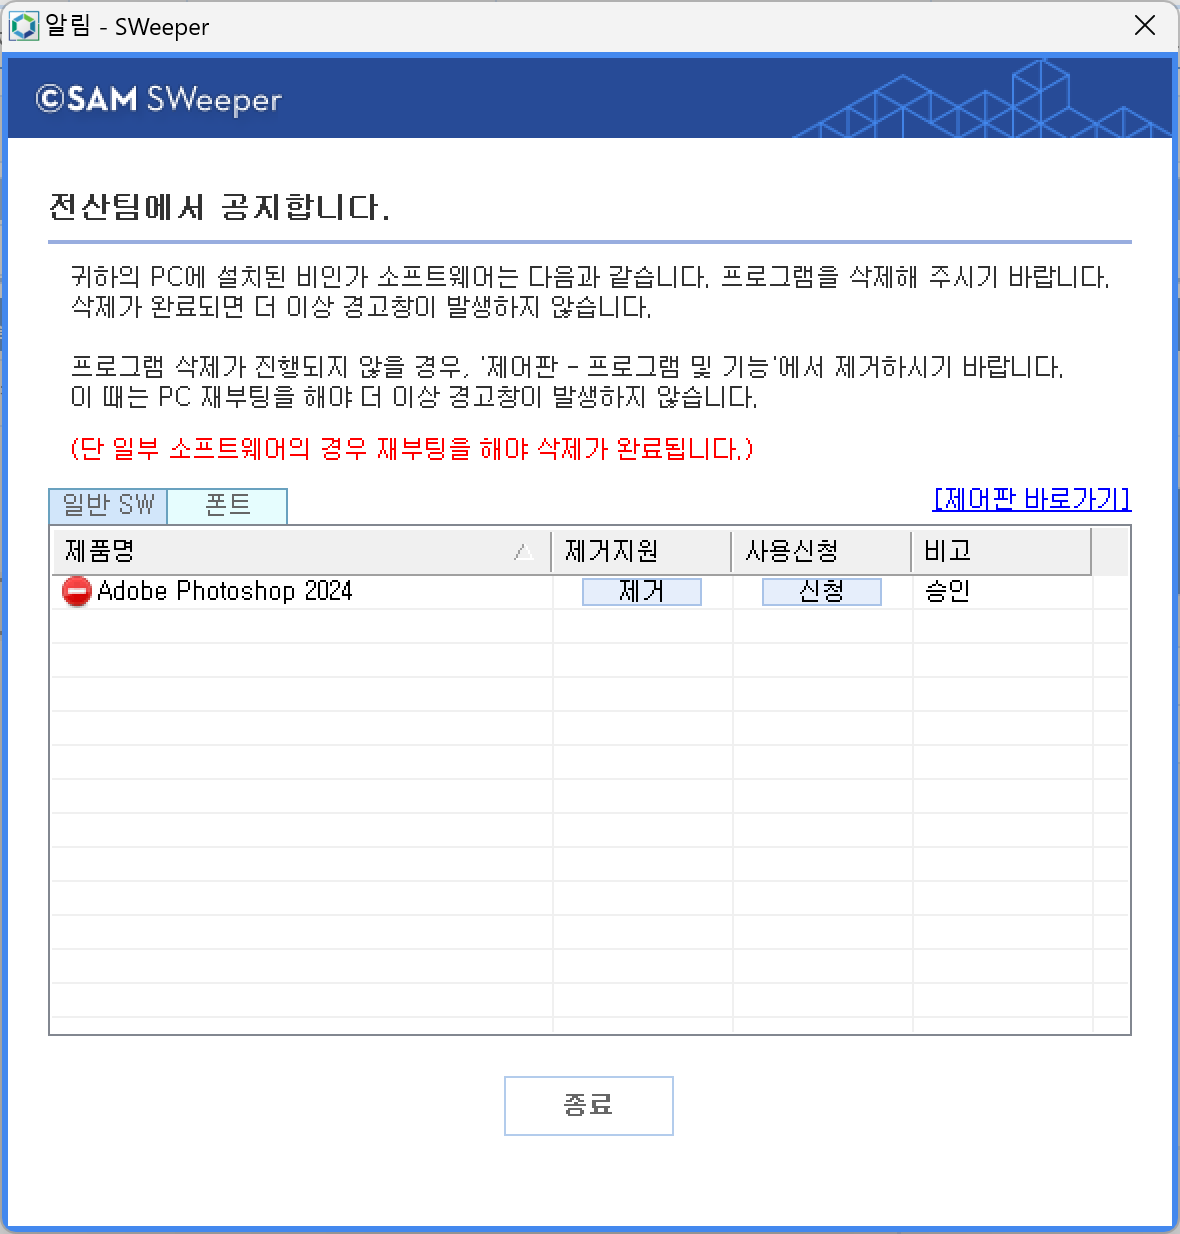 알림 - SWeeper
©SAM SWeeper
전산팀에서 공지합니다.
귀하의 PC에 설치된 비인가 소프트웨어는 다음과 같습니다. 프로그램을 삭제해 주시기 바랍니다.
삭제가 완료되면 더 이상 경고창이 발생하지 않습니다.
프로그램 삭제가 진행되지 않을 경우, '제어판 - 프로그램 및 기능'에서 제거하시기 바랍니다.
이 때는 PC 재부팅을 해야 더 이상 경고창이 발생하지 않습니다.
(단 일부 소프트웨어의 경우 재부팅을 해야 삭제가 완료됩니다.)
일반 SW 폰트 [제어판 바로가기]
제품명 제거지원 사용신청 비고
Adobe Photoshop 2024 제거 신청 승인
종료